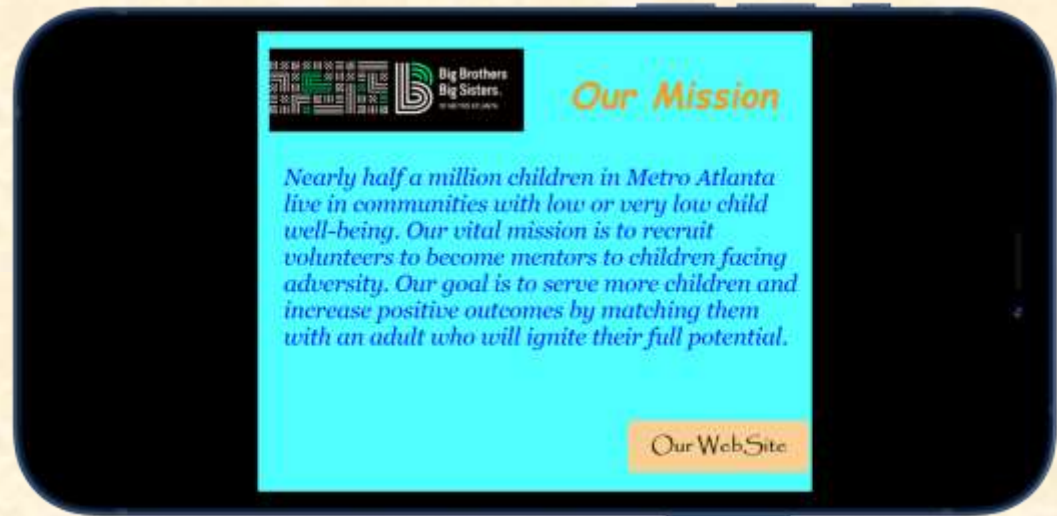 Big Brothers
Big Sisters.
OF METRO ATLANTA
Our Mission
Nearly half a million children in Metro Atlanta
live in communities with low or very low child
well-being. Our vital mission is to recruit
volunteers to become mentors to children facing
adversity. Our goal is to serve more children and
increase positive outcomes by matching them
with an adult who will ignite their full potential.
Our WebSite